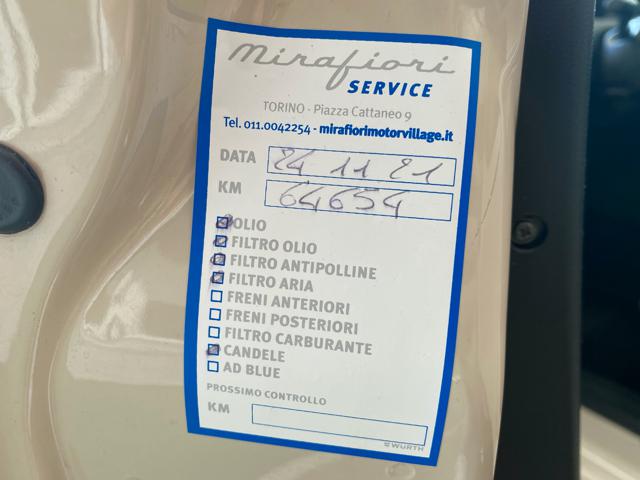 mirafiori
SERVICE
TORINO - Piazza Cattaneo 9
Tel. 011.0042254 - mirafiorimotorvillage.it
DATA 24 11 21
KM 64654
OLIO
FILTRO OLIO
FILTRO ANTIPOLLINE
FILTRO ARIA
FRENI ANTERIORI
FRENI POSTERIORI
FILTRO CARBURANTE
CANDELE
AD BLUE
PROSSIMO CONTROLLO
KM
WÜRTH